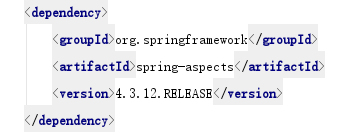 <dependency>
    <groupId>org.springframework</groupId>
    <artifactId>spring-aspects</artifactId>
    <version>4.3.12.RELEASE</version>
</dependency>